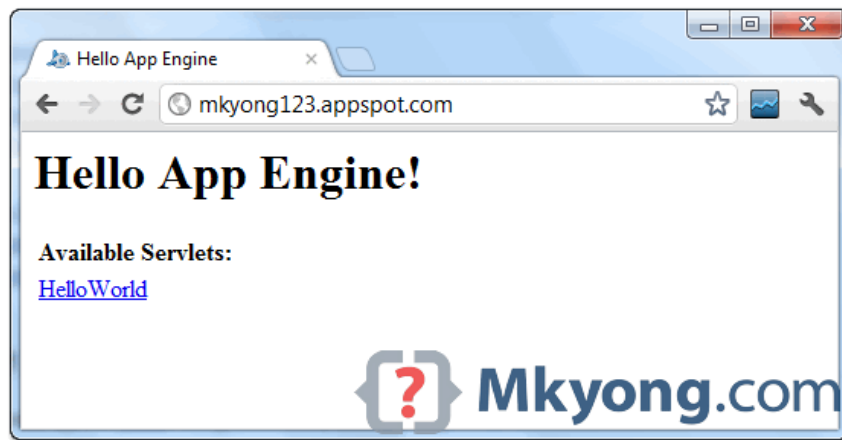 Hello App Engine
mkyong123.appspot.com
Hello App Engine!
Available Servlets:
HelloWorld
{?} Mkyong.com